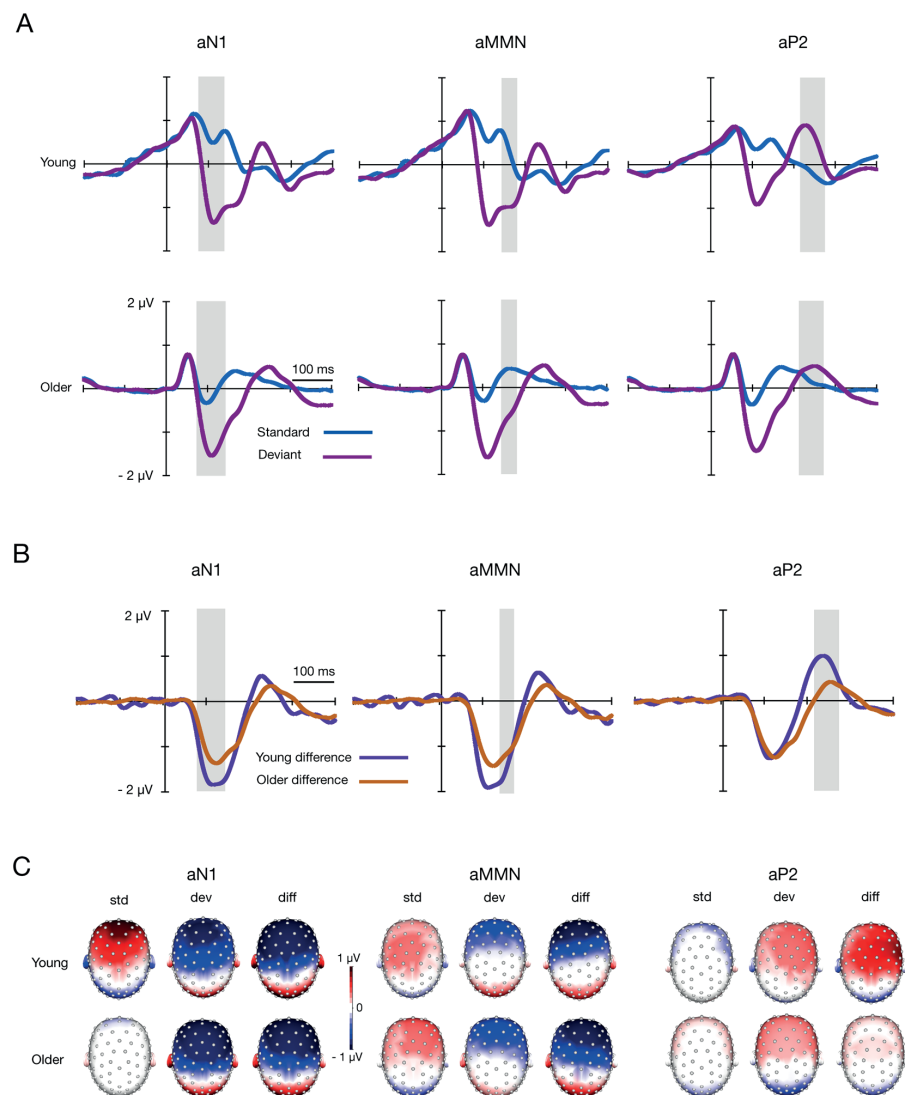 A
aN1 aMMN aP2
Young
2 µV
Older
100 ms
Standard
Deviant
- 2 µV
B
aN1 aMMN aP2
2 µV
100 ms
Young difference
Older difference
- 2 µV
C
aN1 aMMN aP2
std dev diff std dev diff std dev diff
Young
1 µV
0
Older
- 1 µV